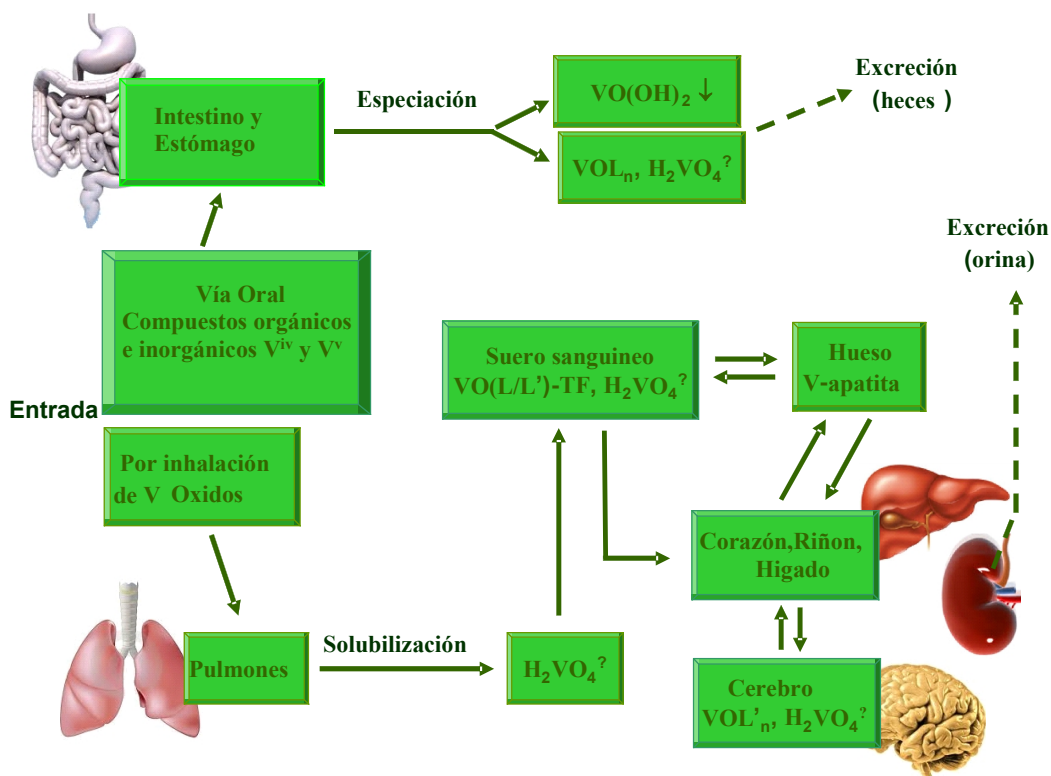 Intestino y
Estómago
Especiación
VO(OH)₂ ↓
VOLₙ, H₂VO₄?
Excreción
(heces )
Vía Oral
Compuestos orgánicos
e inorgánicos Vⁱᵛ y Vᵛ
Entrada
Por inhalación
de V Oxidos
Pulmones
Solubilización
H₂VO₄?
Suero sanguineo
VO(L/L’)-TF, H₂VO₄?
Hueso
V-apatita
Excreción
(orina)
Corazón,Riñon,
Higado
Cerebro
VOL’ₙ, H₂VO₄?